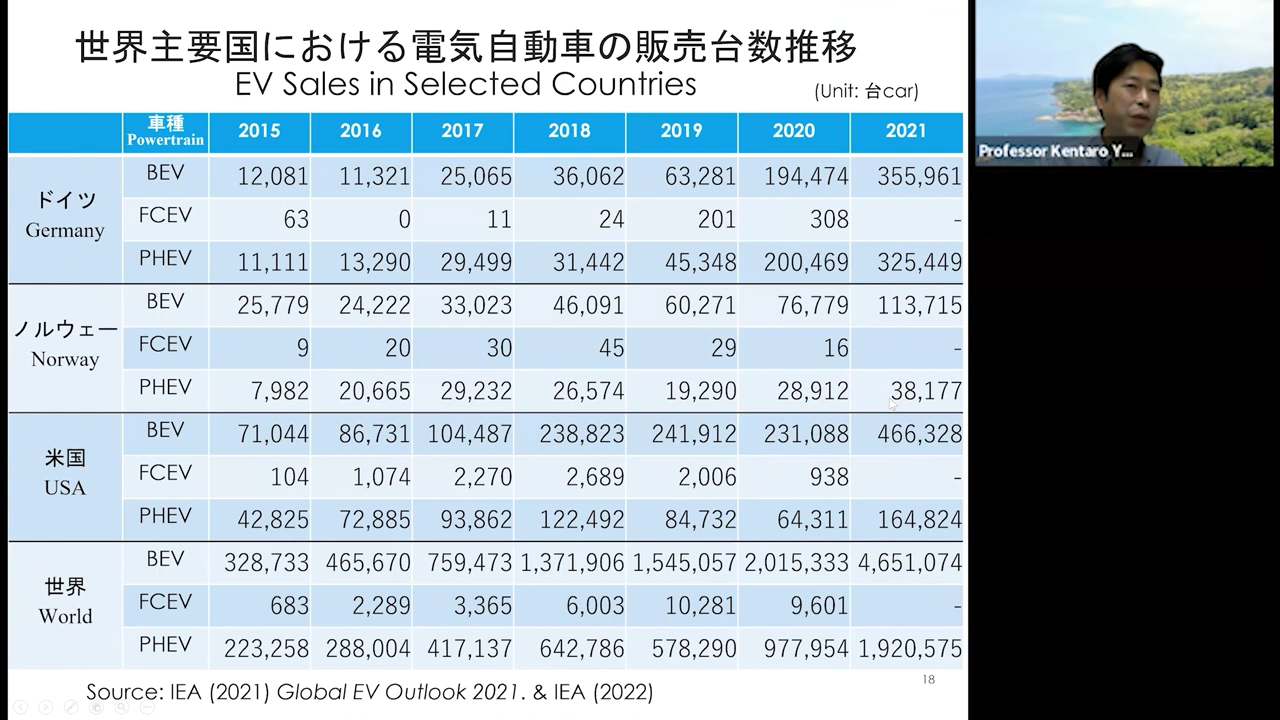 世界主要国における電気自動車の販売台数推移
EV Sales in Selected Countries
(Unit: 台car)
車種 2015 2016 2017 2018 2019 2020 2021
Powertrain
ドイツ
Germany
BEV 12,081 11,321 25,065 36,062 63,281 194,474 355,961
FCEV 63 0 11 24 201 308 -
PHEV 11,111 13,290 29,499 31,442 45,348 200,469 325,449
ノルウェー
Norway
BEV 25,779 24,222 33,023 46,091 60,271 76,779 113,715
FCEV 9 20 30 45 29 16 -
PHEV 7,982 20,665 29,232 26,574 19,290 28,912 38,177
米国
USA
BEV 71,044 86,731 104,487 238,823 241,912 231,088 466,328
FCEV 104 1,074 2,270 2,689 2,006 938 -
PHEV 42,825 72,885 93,862 122,492 84,732 64,311 164,824
世界
World
BEV 328,733 465,670 759,473 1,371,906 1,545,057 2,015,333 4,651,074
FCEV 683 2,289 3,365 6,003 10,281 9,601 -
PHEV 223,258 288,004 417,137 642,786 578,290 977,954 1,920,575
Source: IEA (2021) Global EV Outlook 2021. & IEA (2022)
18
Professor Kentaro Y...